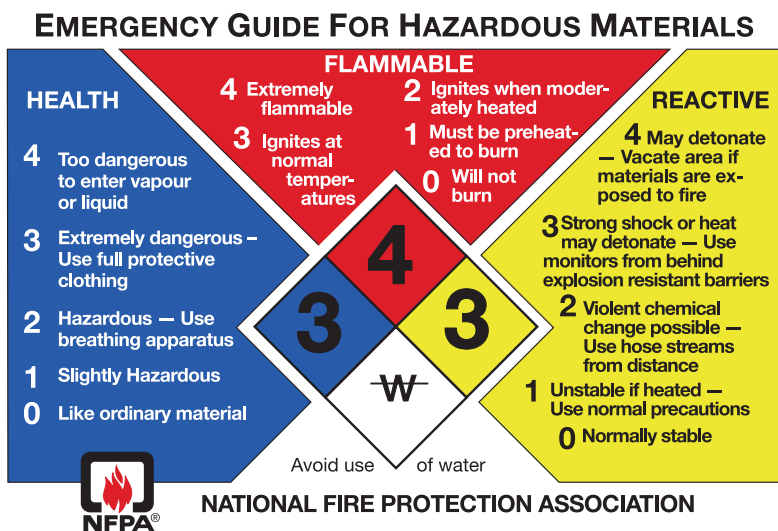 EMERGENCY GUIDE FOR HAZARDOUS MATERIALS
HEALTH
4 Too dangerous
to enter vapour
or liquid
3 Extremely dangerous –
Use full protective
clothing
2 Hazardous — Use
breathing apparatus
1 Slightly Hazardous
0 Like ordinary material
FLAMMABLE
4 Extremely
flammable
3 Ignites at
normal
temper-
atures
2 Ignites when moder-
ately heated
1 Must be preheat-
ed to burn
0 Will not
burn
REACTIVE
4 May detonate
— Vacate area if
materials are ex-
posed to fire
3 Strong shock or heat
may detonate — Use
monitors from behind
explosion resistant barriers
2 Violent chemical
change possible —
Use hose streams
from distance
1 Unstable if heated —
Use normal precautions
0 Normally stable
4
3 3
W
Avoid use of water
NFPA®
NATIONAL FIRE PROTECTION ASSOCIATION